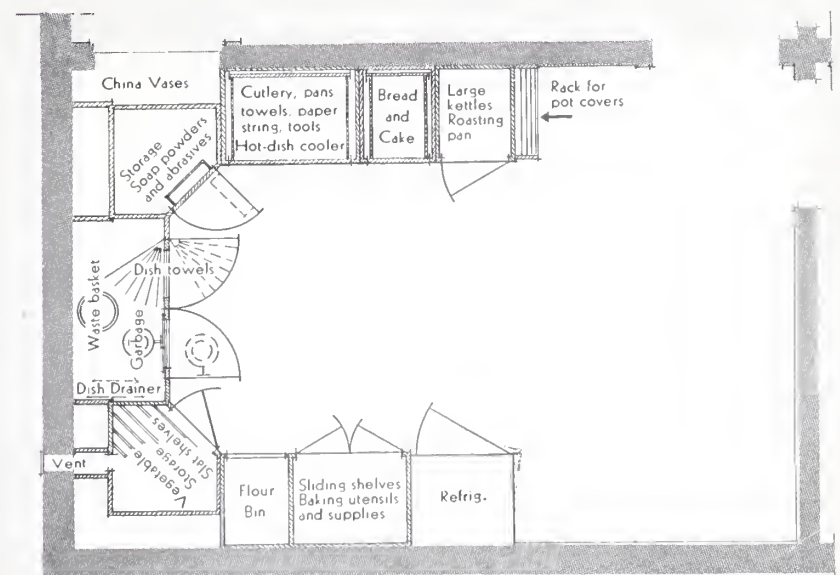 China Vases
Cutlery, pans
towels, paper
string, tools
Hot-dish cooler
Bread
and
Cake
Large
kettles
Roasting
pan
Rack for
pot covers
Storage
Soap powders
and abrasives
Dish towels
Waste basket
Garbage
Dish Drainer
Vegetable
Storage
Slat shelves
Vent
Flour
Bin
Sliding shelves
Baking utensils
and supplies
Refrig.